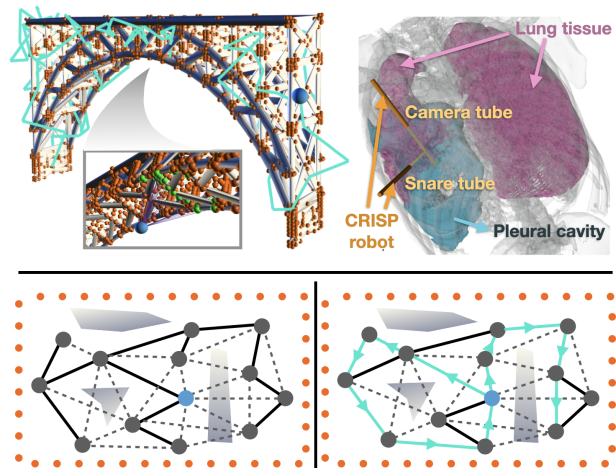 Lung tissue
Camera tube
Snare tube
CRISP
robot
Pleural cavity